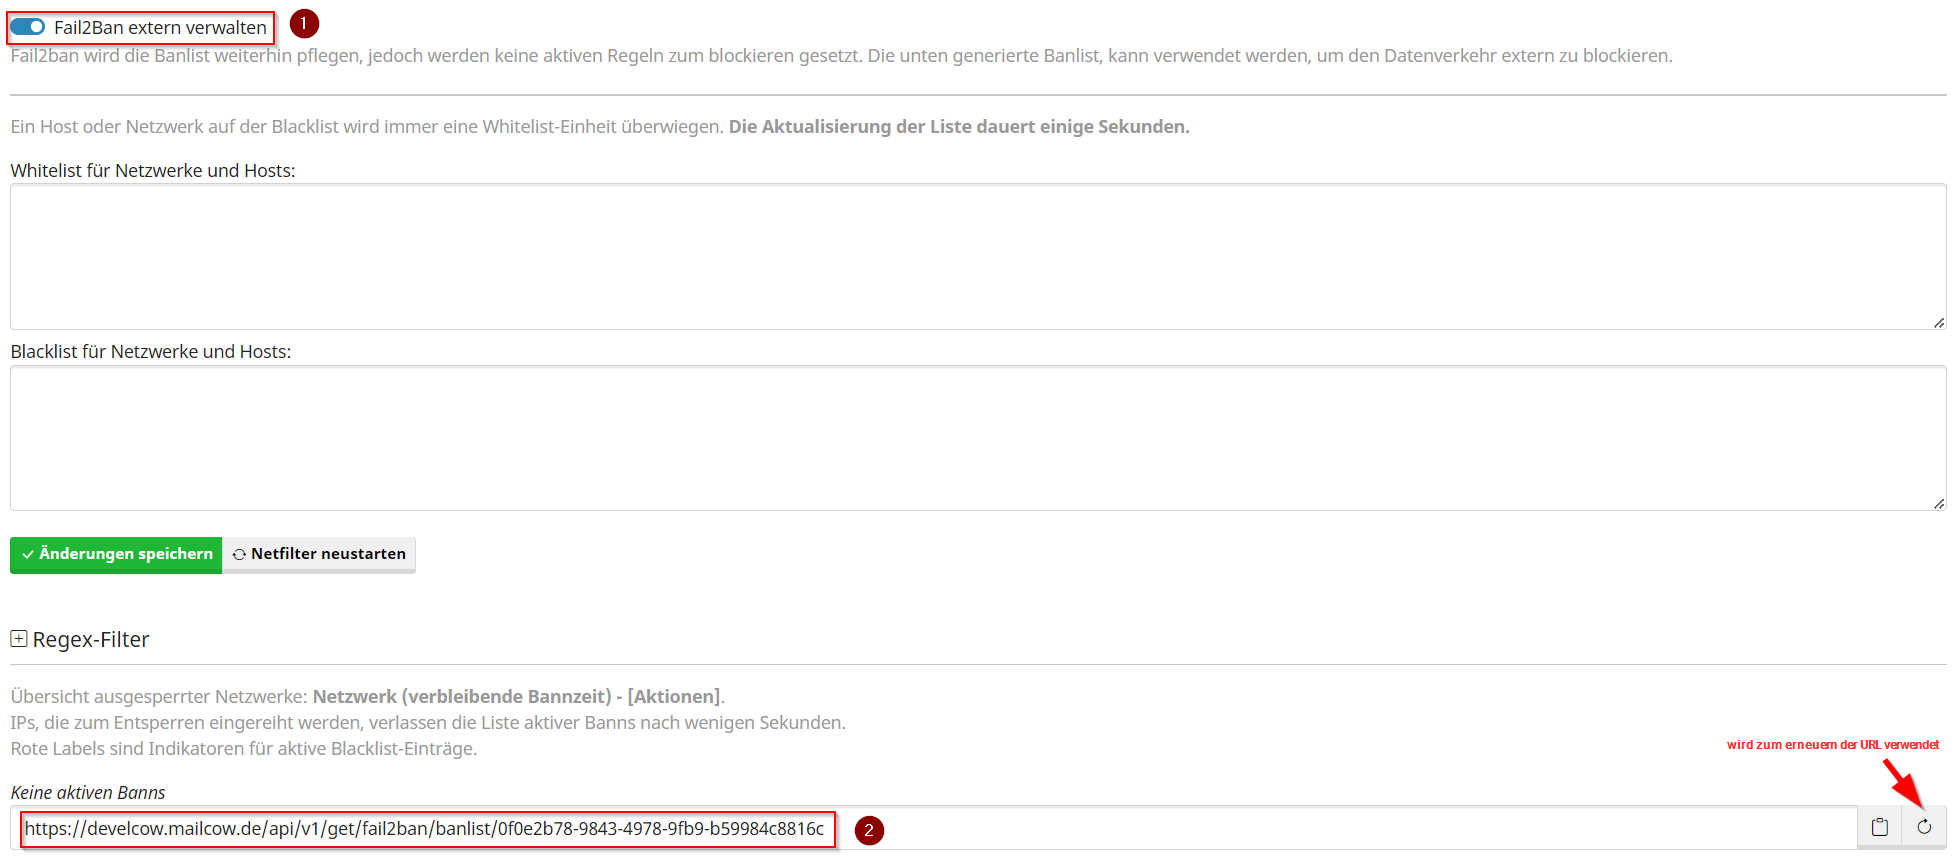 Fail2Ban extern verwalten
1
Fail2ban wird die Banlist weiterhin pflegen, jedoch werden keine aktiven Regeln zum blockieren gesetzt. Die unten generierte Banlist, kann verwendet werden, um den Datenverkehr extern zu blockieren.
Ein Host oder Netzwerk auf der Blacklist wird immer eine Whitelist-Einheit überwiegen. Die Aktualisierung der Liste dauert einige Sekunden.
Whitelist für Netzwerke und Hosts:
Blacklist für Netzwerke und Hosts:
Änderungen speichern
Netfilter neustarten
Regex-Filter
Übersicht ausgesperrter Netzwerke: Netzwerk (verbleibende Bannzeit) - [Aktionen].
IPs, die zum Entsperren eingereiht werden, verlassen die Liste aktiver Banns nach wenigen Sekunden.
Rote Labels sind Indikatoren für aktive Blacklist-Einträge.
wird zum erneuern der URL verwendet
Keine aktiven Banns
https://develcow.mailcow.de/api/v1/get/fail2ban/banlist/0f0e2b78-9843-4978-9fb9-b59984c8816c
2